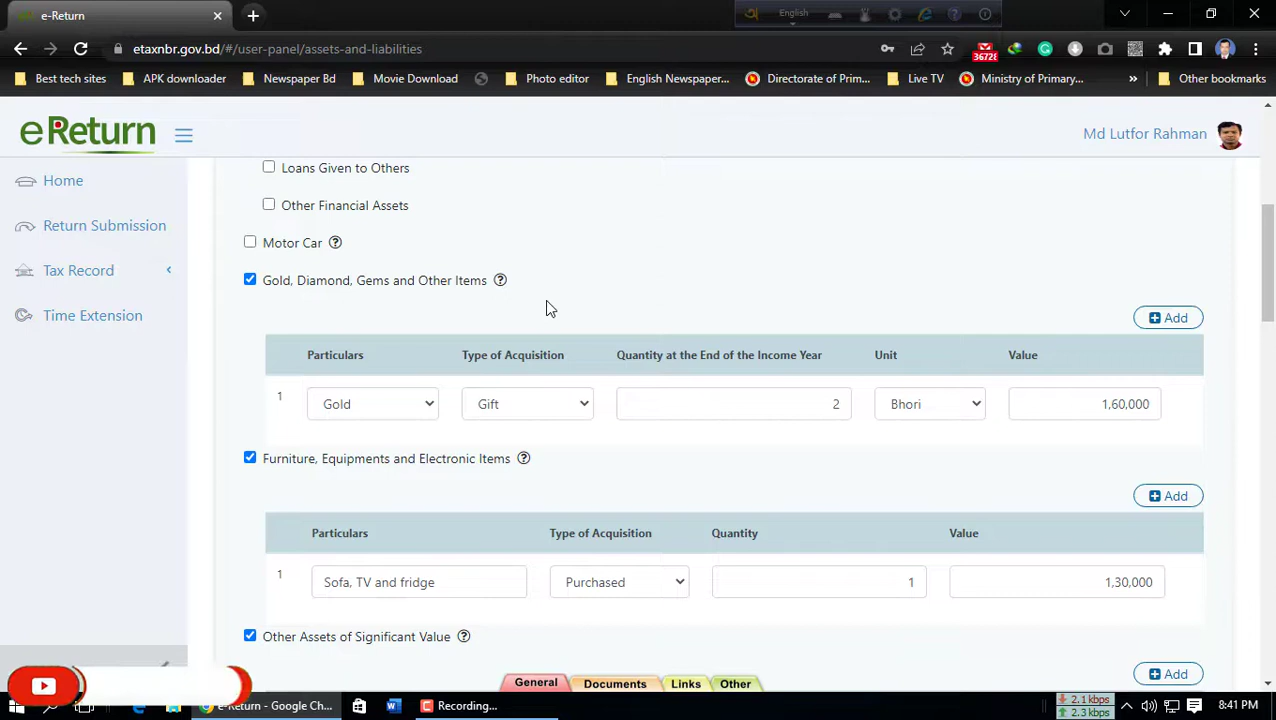 e-Return
English
etaxnbr.gov.bd/#/user-panel/assets-and-liabilities
36728
Best tech sites
APK downloader
Newspaper Bd
Movie Download
Photo editor
English Newspaper...
Directorate of Prim...
Live TV
Ministry of Primary...
»
Other bookmarks
eReturn
Md Lutfor Rahman
Home
Return Submission
Tax Record
Time Extension
Loans Given to Others
Other Financial Assets
Motor Car ?
Gold, Diamond, Gems and Other Items ?
Add
Particulars Type of Acquisition Quantity at the End of the Income Year Unit Value
1 Gold Gift 2 Bhori 1,60,000
Furniture, Equipments and Electronic Items ?
Add
Particulars Type of Acquisition Quantity Value
1 Sofa, TV and fridge Purchased 1 1,30,000
Other Assets of Significant Value ?
Add
General Documents Links Other
e-Return - Google Ch...
Recording...
2.1 kbps
2.3 kbps
8:41 PM